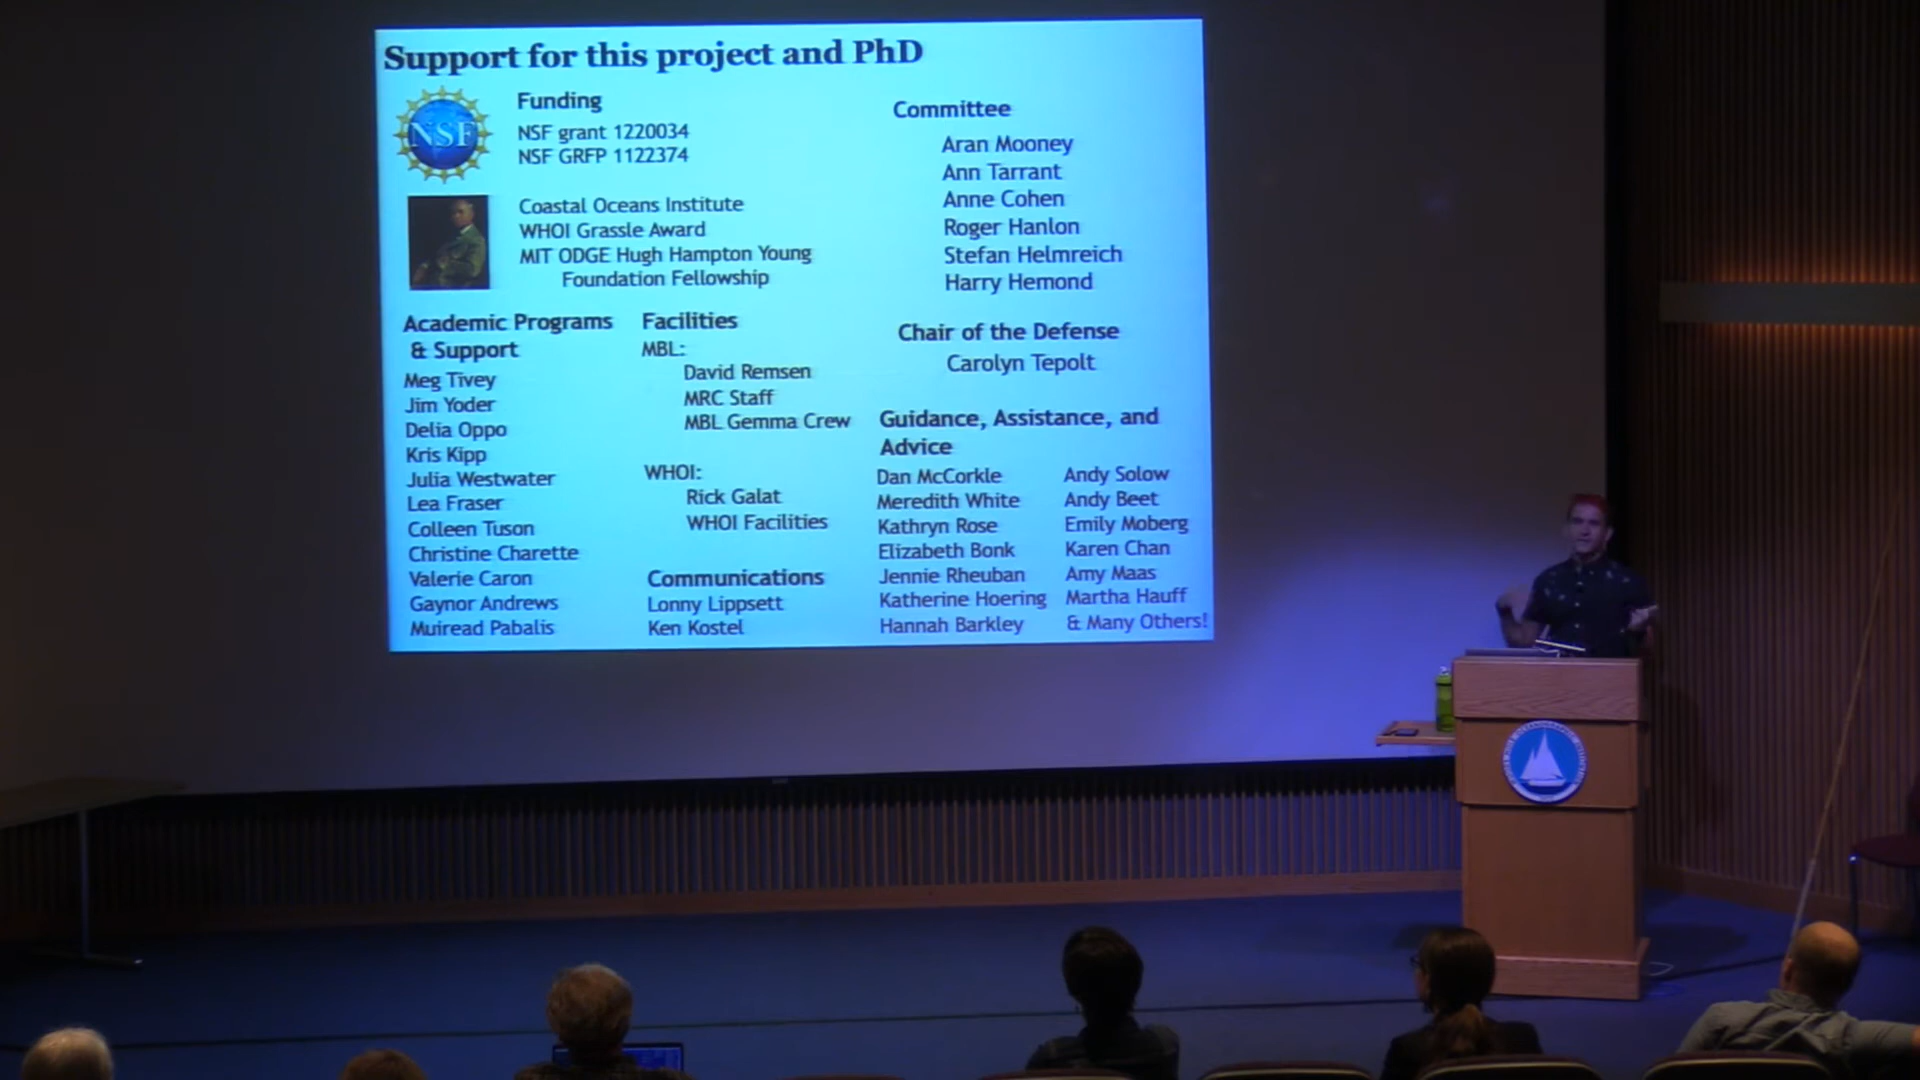 Support for this project and PhD
NSF
Funding
NSF grant 1220034
NSF GRFP 1122374
Coastal Oceans Institute
WHOI Grassle Award
MIT ODGE Hugh Hampton Young
Foundation Fellowship
Academic Programs
& Support
Meg Tivey
Jim Yoder
Delia Oppo
Kris Kipp
Julia Westwater
Lea Fraser
Colleen Tuson
Christine Charette
Valerie Caron
Gaynor Andrews
Muiread Pabalis
Facilities
MBL:
David Remsen
MRC Staff
MBL Gemma Crew
WHOI:
Rick Galat
WHOI Facilities
Communications
Lonny Lippsett
Ken Kostel
Committee
Aran Mooney
Ann Tarrant
Anne Cohen
Roger Hanlon
Stefan Helmreich
Harry Hemond
Chair of the Defense
Carolyn Tepolt
Guidance, Assistance, and
Advice
Dan McCorkle
Meredith White
Kathryn Rose
Elizabeth Bonk
Jennie Rheuban
Katherine Hoering
Hannah Barkley
Andy Solow
Andy Beet
Emily Moberg
Karen Chan
Amy Maas
Martha Hauff
& Many Others!